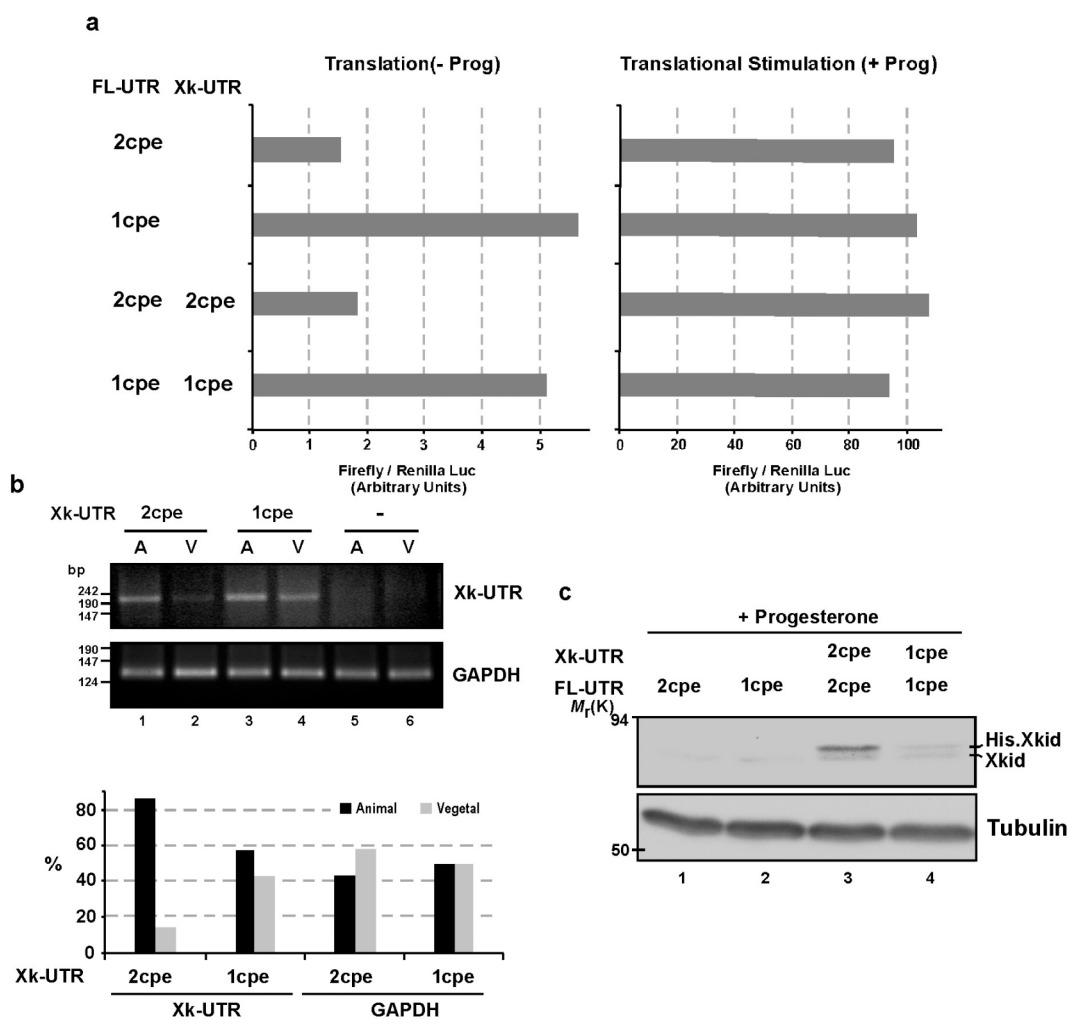 a
Translation(- Prog)
Translational Stimulation (+ Prog)
FL-UTR Xk-UTR
2cpe
1cpe
2cpe 2cpe
1cpe 1cpe
0 1 2 3 4 5
0 20 40 60 80 100
Firefly / Renilla Luc
(Arbitrary Units)
Firefly / Renilla Luc
(Arbitrary Units)
b
Xk-UTR 2cpe 1cpe -
A V A V A V
bp
242
190
147
Xk-UTR
190
147
124
GAPDH
1 2 3 4 5 6
Animal Vegetal
%
80
60
40
20
0
Xk-UTR 2cpe 1cpe 2cpe 1cpe
Xk-UTR GAPDH
c
+ Progesterone
Xk-UTR 2cpe 1cpe
FL-UTR 2cpe 1cpe 2cpe 1cpe
Mr(K)
94
His.Xkid
Xkid
Tubulin
50
1 2 3 4